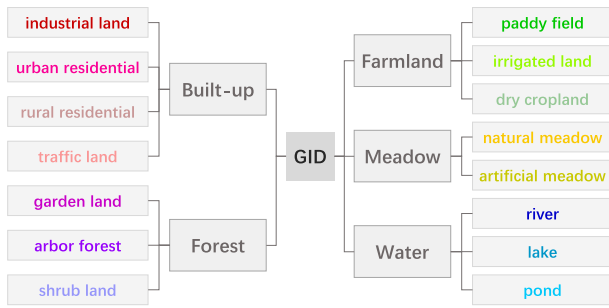 industrial land
urban residential
rural residential
traffic land
Built-up
garden land
arbor forest
shrub land
Forest
GID
Farmland
paddy field
irrigated land
dry cropland
Meadow
natural meadow
artificial meadow
Water
river
lake
pond